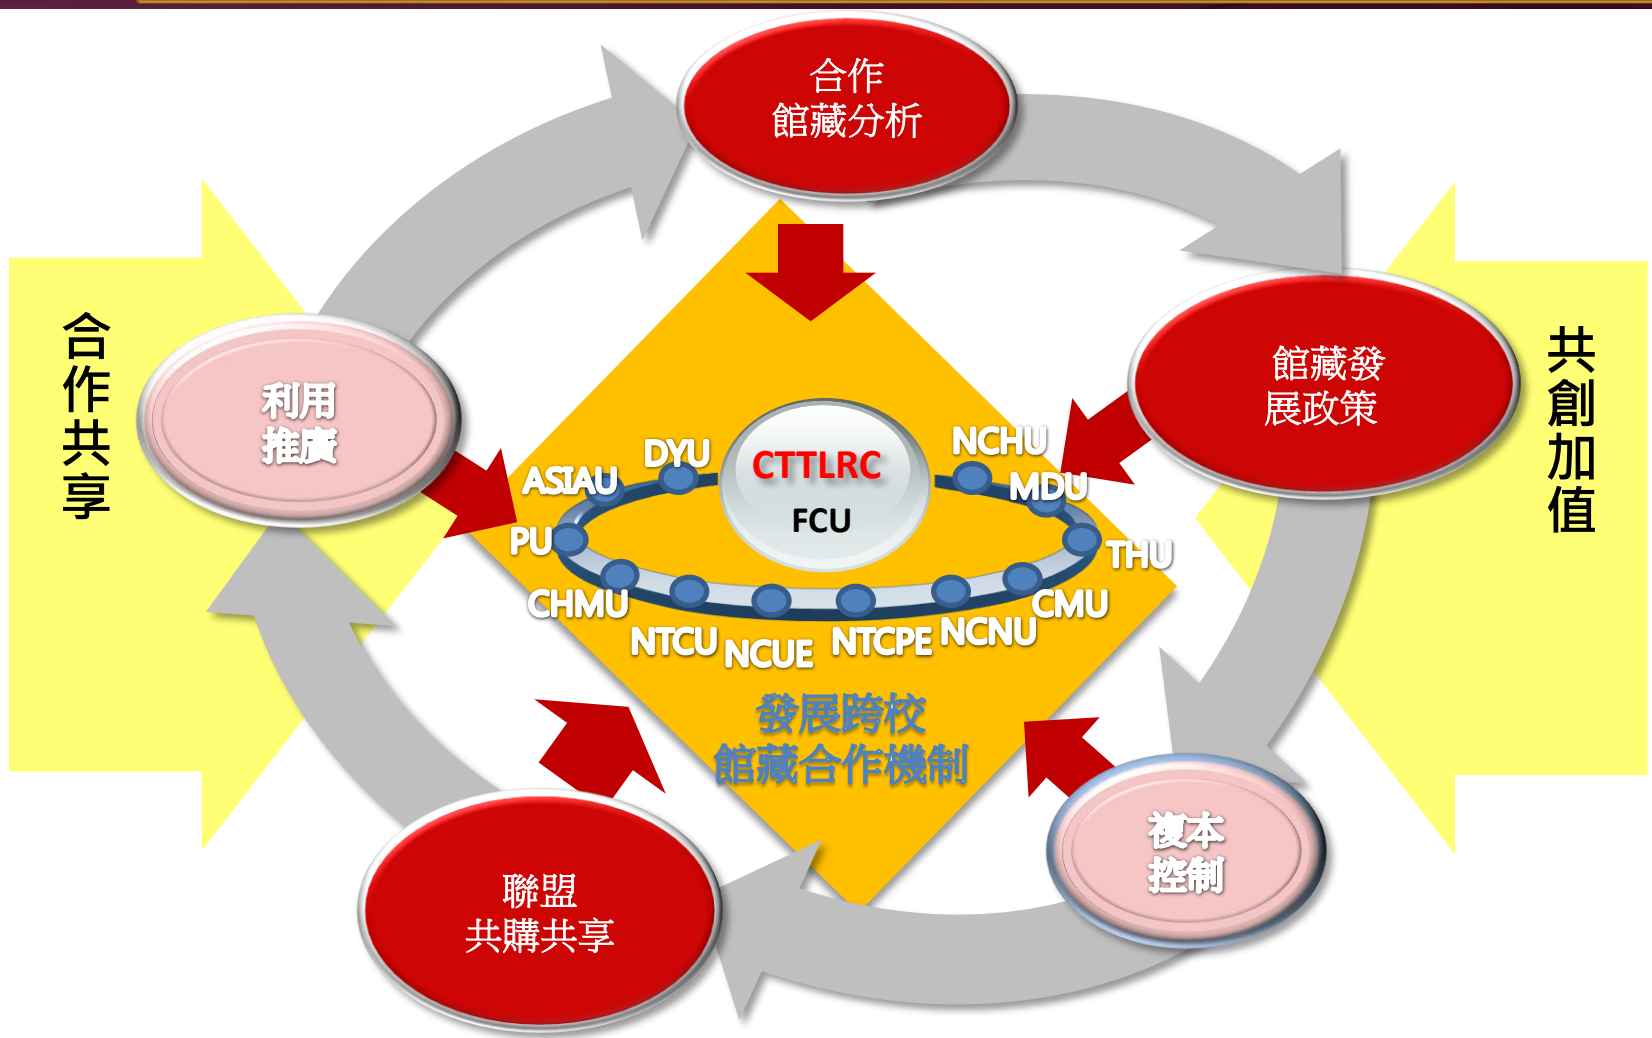 合作
館藏分析
合作共享
共創加值
館藏發
展政策
利用
推廣
CTTLRC
FCU
NCHU
DYU
ASIAU
MDU
PU
THU
CHMU
CMU
NTCU
NCUE
NTCPE
NCNU
發展跨校
館藏合作機制
複本
控制
聯盟
共購共享